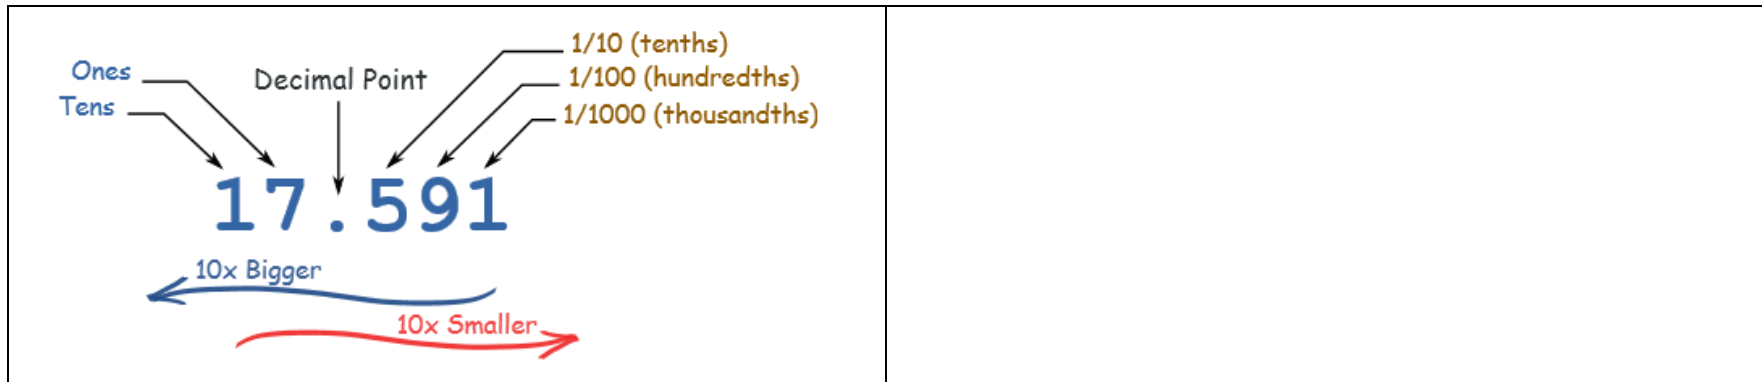 1/10 (tenths)
Ones
Decimal Point
1/100 (hundredths)
Tens
1/1000 (thousandths)
17.591
10x Bigger
10x Smaller